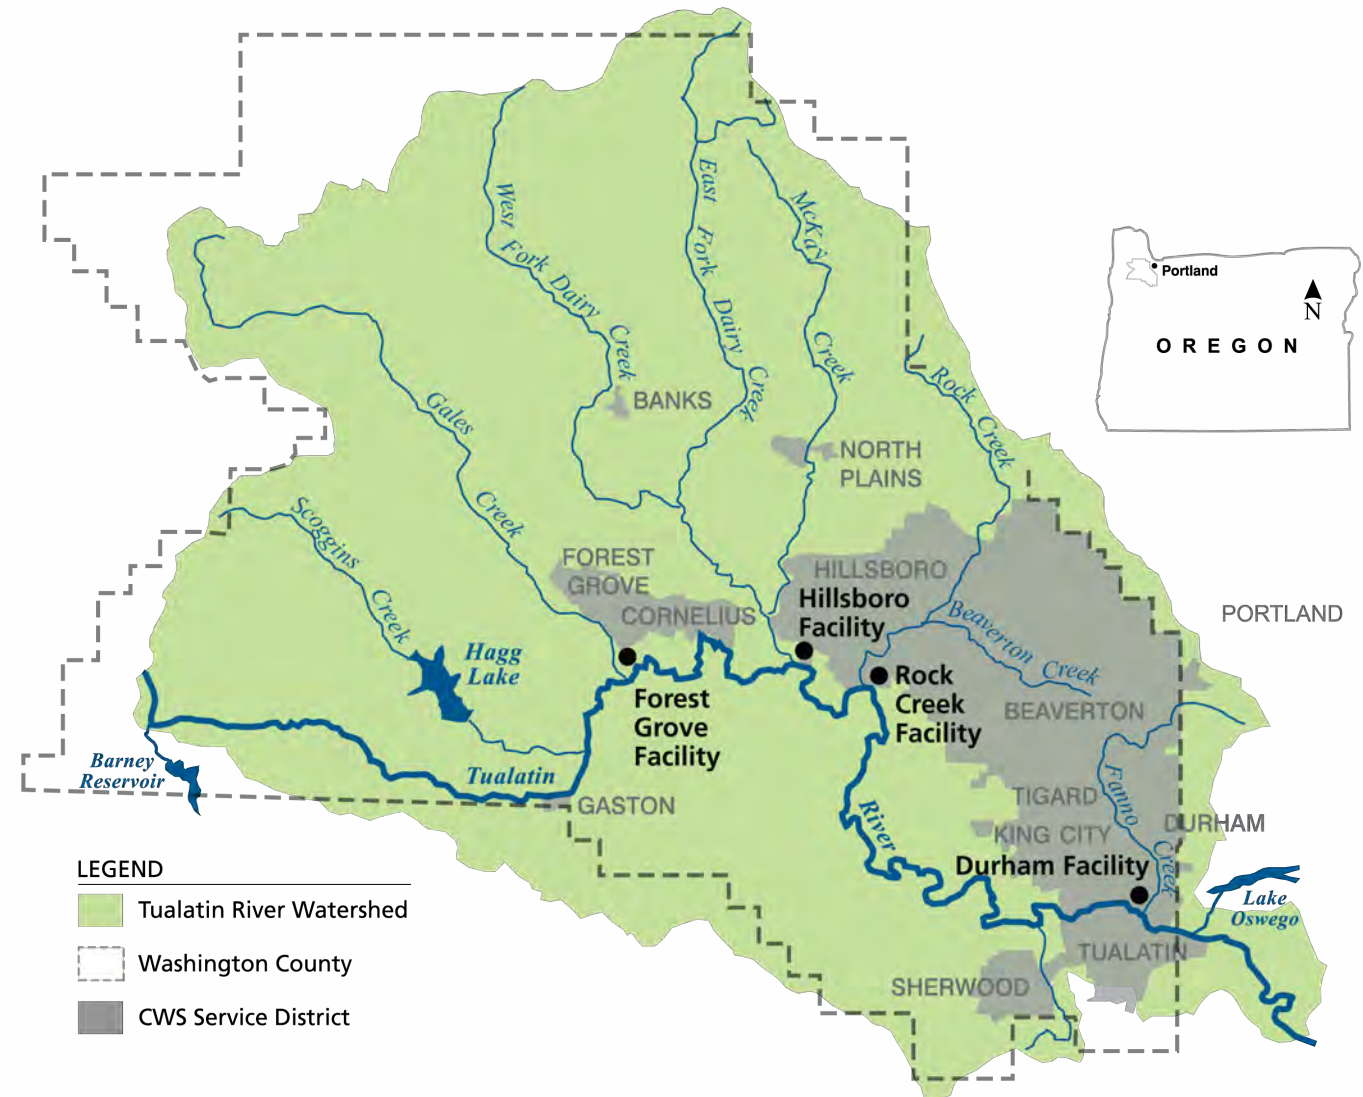 West Fork Dairy Creek
East Fork Dairy Creek
McKay Creek
Rock Creek
Portland
N
OREGON
Gales Creek
BANKS
NORTH
PLAINS
Scoggins Creek
FOREST
GROVE
CORNELIUS
HILLSBORO
Hillsboro
Facility
Beaverton Creek
PORTLAND
Hagg
Lake
Forest
Grove
Facility
Rock
Creek
Facility
BEAVERTON
Barney
Reservoir
Tualatin River
GASTON
TIGARD
Fanno Creek
KING CITY
DURHAM
Durham Facility
Lake
Oswego
TUALATIN
SHERWOOD
LEGEND
Tualatin River Watershed
Washington County
CWS Service District